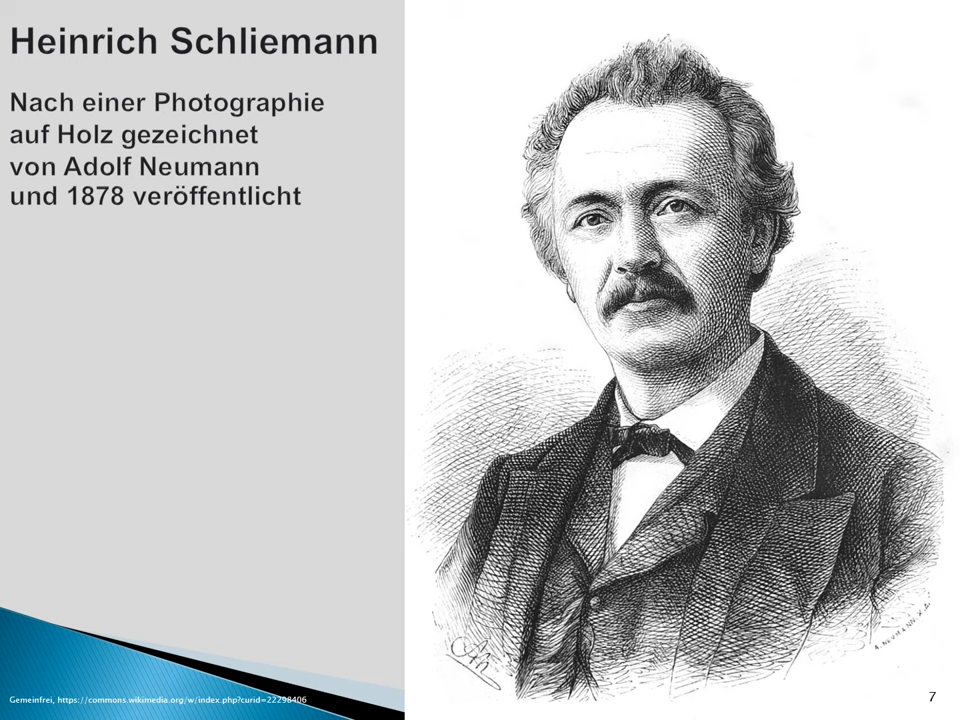 Heinrich Schliemann
Nach einer Photographie
auf Holz gezeichnet
von Adolf Neumann
und 1878 veröffentlicht
A. NEUMANN X.A.
Gemeinfrei, https://commons.wikimedia.org/w/index.php?curid=22298406
7